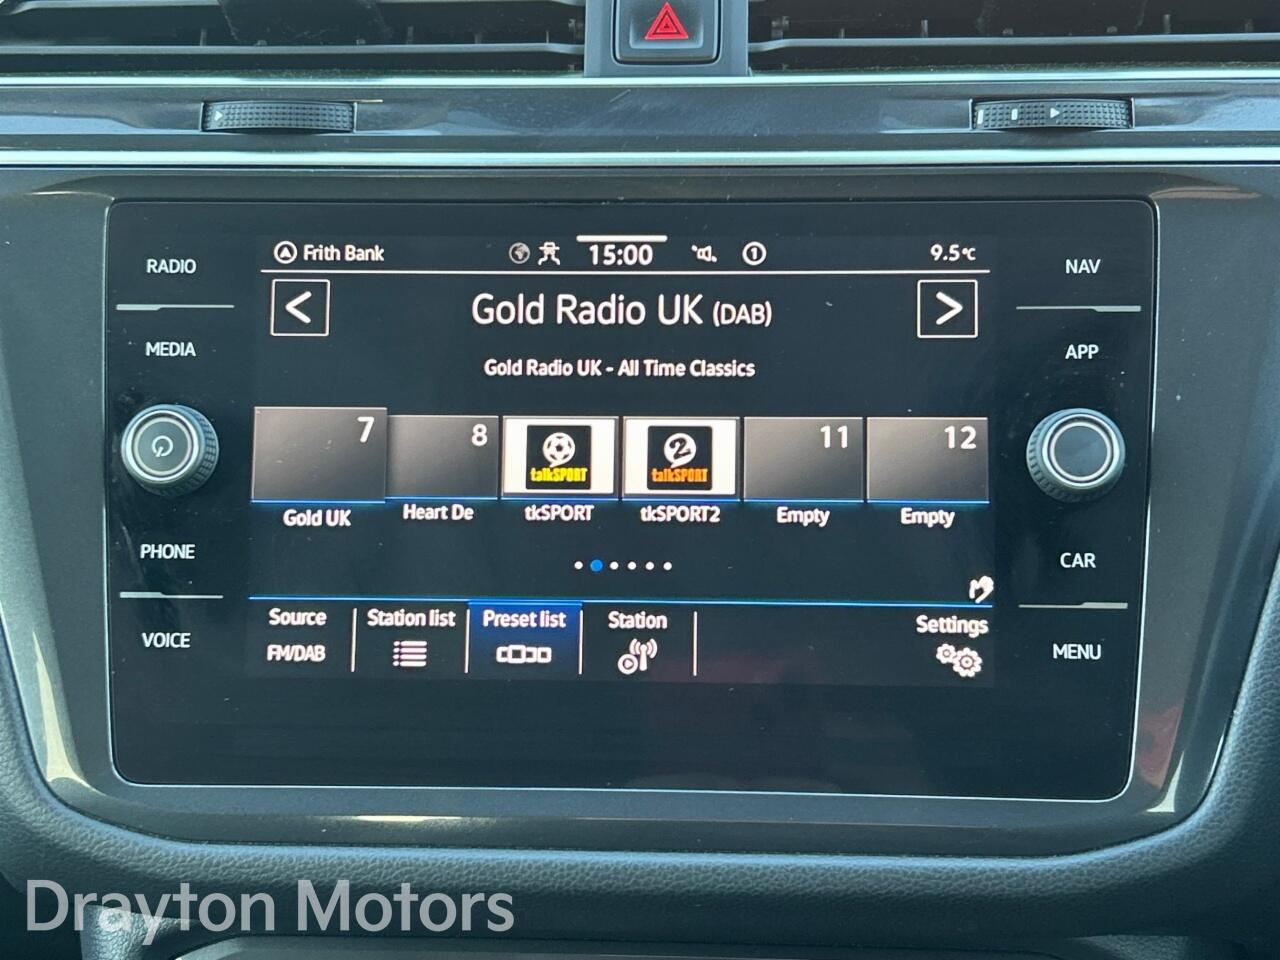 RADIO
MEDIA
PHONE
VOICE
Frith Bank
15:00
1
9.5°C
Gold Radio UK (DAB)
Gold Radio UK - All Time Classics
7
8
11
12
talkSPORT
2
talkSPORT
Gold UK
Heart De
tkSPORT
tkSPORT2
Empty
Empty
Source
FM/DAB
Station list
Preset list
Station
Settings
NAV
APP
CAR
MENU
Drayton Motors